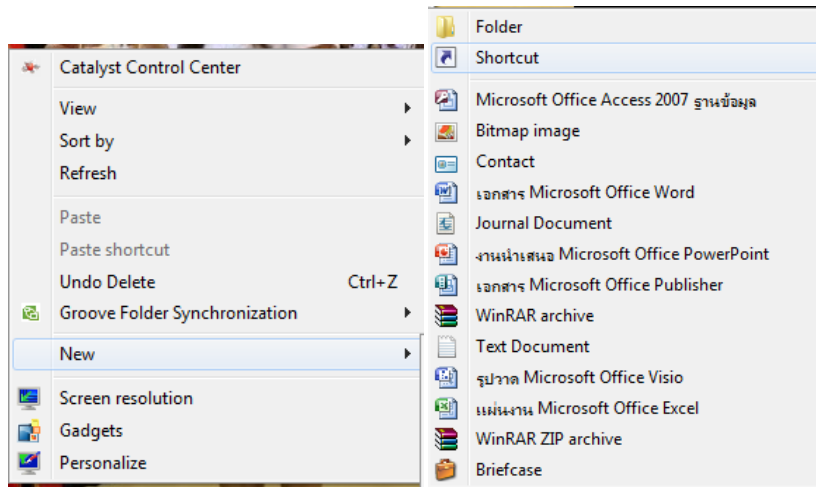 Catalyst Control Center
View
Sort by
Refresh
Paste
Paste shortcut
Undo Delete Ctrl+Z
Groove Folder Synchronization
New
Screen resolution
Gadgets
Personalize
Folder
Shortcut
Microsoft Office Access 2007 ฐานข้อมูล
Bitmap image
Contact
เอกสาร Microsoft Office Word
Journal Document
งานนำเสนอ Microsoft Office PowerPoint
เอกสาร Microsoft Office Publisher
WinRAR archive
Text Document
รูปวาด Microsoft Office Visio
แผ่นงาน Microsoft Office Excel
WinRAR ZIP archive
Briefcase